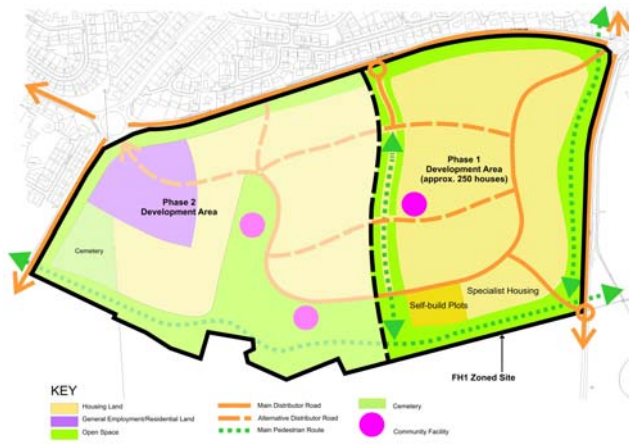 Phase 1
Development Area
(approx. 250 houses)
Phase 2
Development Area
Cemetery
Specialist Housing
Self-build Plots
FH1 Zoned Site
KEY
Housing Land
General Employment/Residential Land
Open Space
Main Distributor Road
Alternative Distributor Road
Main Pedestrian Route
Cemetery
Community Facility